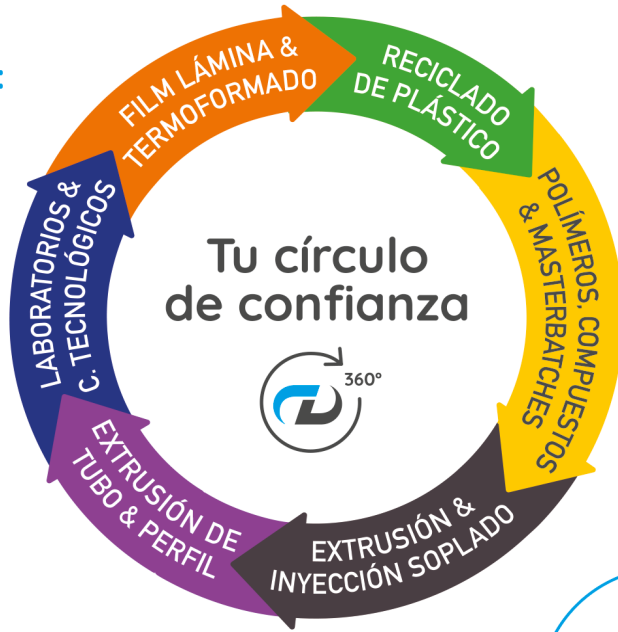 FILM LÁMINA &
TERMOFORMADO
RECICLADO
DE PLÁSTICO
POLÍMEROS, COMPUESTOS
& MASTERBATCHES
EXTRUSIÓN &
INYECCIÓN SOPLADO
EXTRUSIÓN DE
TUBO & PERFIL
LABORATORIOS &
C. TECNOLÓGICOS
Tu círculo
de confianza
360°